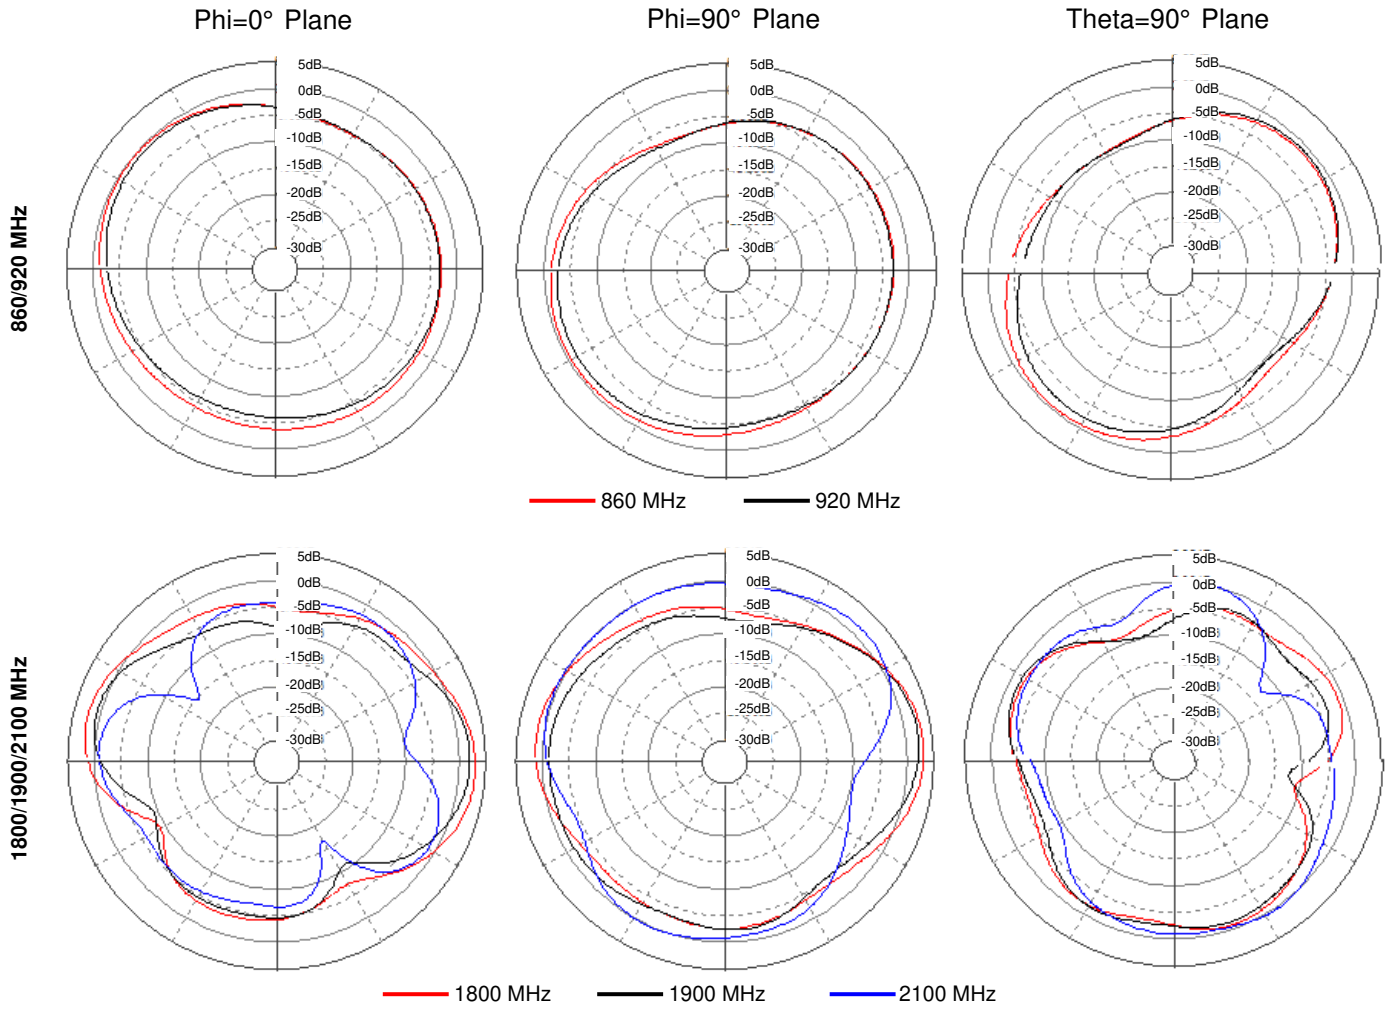 Phi=0° Plane
Phi=90° Plane
Theta=90° Plane
860/920 MHz
5dB
0dB
-5dB
-10dB
-15dB
-20dB
-25dB
-30dB
5dB
0dB
-5dB
-10dB
-15dB
-20dB
-25dB
-30dB
5dB
0dB
-5dB
-10dB
-15dB
-20dB
-25dB
-30dB
860 MHz
920 MHz
1800/1900/2100 MHz
5dB
0dB
-5dB
-10dB
-15dB
-20dB
-25dB
-30dB
5dB
0dB
-5dB
-10dB
-15dB
-20dB
-25dB
-30dB
5dB
0dB
-5dB
-10dB
-15dB
-20dB
-25dB
-30dB
1800 MHz
1900 MHz
2100 MHz